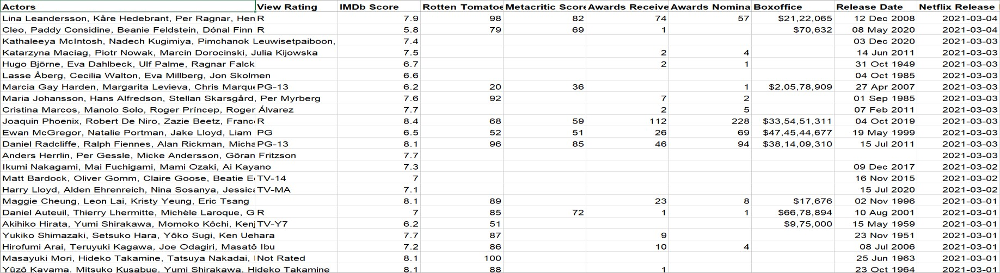 Actors View Rating IMDb Score Rotten Tomatoe Metacritic Score Awards Receive Awards Nomina Boxoffice Release Date Netflix Release
Lina Leandersson, Kåre Hedebrant, Per Ragnar, Hen R 7.9 98 82 74 57 $21,22,065 12 Dec 2008 2021-03-04
Cleo, Paddy Considine, Beanie Feldstein, Dónal Finn R 5.8 79 69 1 $70,632 08 May 2020 2021-03-04
Kathaleeya McIntosh, Nadech Kugimiya, Pimchanok Leuwisetpaiboon, 7.4 03 Dec 2020 2021-03-03
Katarzyna Maciag, Piotr Nowak, Marcin Dorocinski, Julia Kijowska 7.5 2 4 14 Jun 2011 2021-03-03
Hugo Björne, Eva Dahlbeck, Ulf Palme, Ragnar Falck 6.7 2 1 31 Oct 1949 2021-03-03
Lasse Åberg, Cecilia Walton, Eva Millberg, Jon Skolmen 6.6 04 Oct 1985 2021-03-03
Marcia Gay Harden, Margarita Levieva, Chris Marque PG-13 6.2 20 36 1 $2,05,78,909 27 Apr 2007 2021-03-03
Maria Johansson, Hans Alfredson, Stellan Skarsgård, Per Myrberg 7.6 92 7 2 01 Sep 1985 2021-03-03
Cristina Marcos, Manolo Solo, Roger Príncep, Roger Álvarez 7.7 2 5 07 Feb 2011 2021-03-03
Joaquin Phoenix, Robert De Niro, Zazie Beetz, Franc R 8.4 68 59 112 228 $33,54,51,311 04 Oct 2019 2021-03-03
Ewan McGregor, Natalie Portman, Jake Lloyd, Liam PG 6.5 52 51 26 69 $47,45,44,677 19 May 1999 2021-03-03
Daniel Radcliffe, Ralph Fiennes, Alan Rickman, Micha PG-13 8.1 96 85 46 94 $38,14,09,310 15 Jul 2011 2021-03-03
Anders Herrlin, Per Gessle, Micke Andersson, Göran Fritzson 7.7 2021-03-03
Ikumi Nakagami, Mai Fuchigami, Mami Ozaki, Ai Kayano 7.3 09 Dec 2017 2021-03-02
Matt Bardock, Oliver Gomm, Claire Goose, Beatie E TV-14 7 16 Nov 2015 2021-03-02
Harry Lloyd, Alden Ehrenreich, Nina Sosanya, Jessica TV-MA 7.1 15 Jul 2020 2021-03-02
Maggie Cheung, Leon Lai, Kristy Yeung, Eric Tsang 8.1 89 23 8 $17,676 02 Nov 1996 2021-03-01
Daniel Auteuil, Thierry Lhermitte, Michèle Laroque, G R 7 85 72 1 1 $66,78,894 10 Aug 2001 2021-03-01
Akihiko Hirata, Yumi Shirakawa, Momoko Kôchi, Kenj TV-Y7 6.2 51 $9,75,000 15 May 1959 2021-03-01
Yukiko Shimazaki, Setsuko Hara, Yôko Sugi, Ken Uehara 7.7 87 9 23 Nov 1951 2021-03-01
Hirofumi Arai, Teruyuki Kagawa, Joe Odagiri, Masatô Ibu 7.2 86 10 4 08 Jul 2006 2021-03-01
Masayuki Mori, Hideko Takamine, Tatsuya Nakadai, Not Rated 8.1 100 25 Jun 1963 2021-03-01
Yûzô Kayama, Mitsuko Kusabue, Yumi Shirakawa, Hideko Takamine 8.1 88 1 23 Oct 1964 2021-03-01